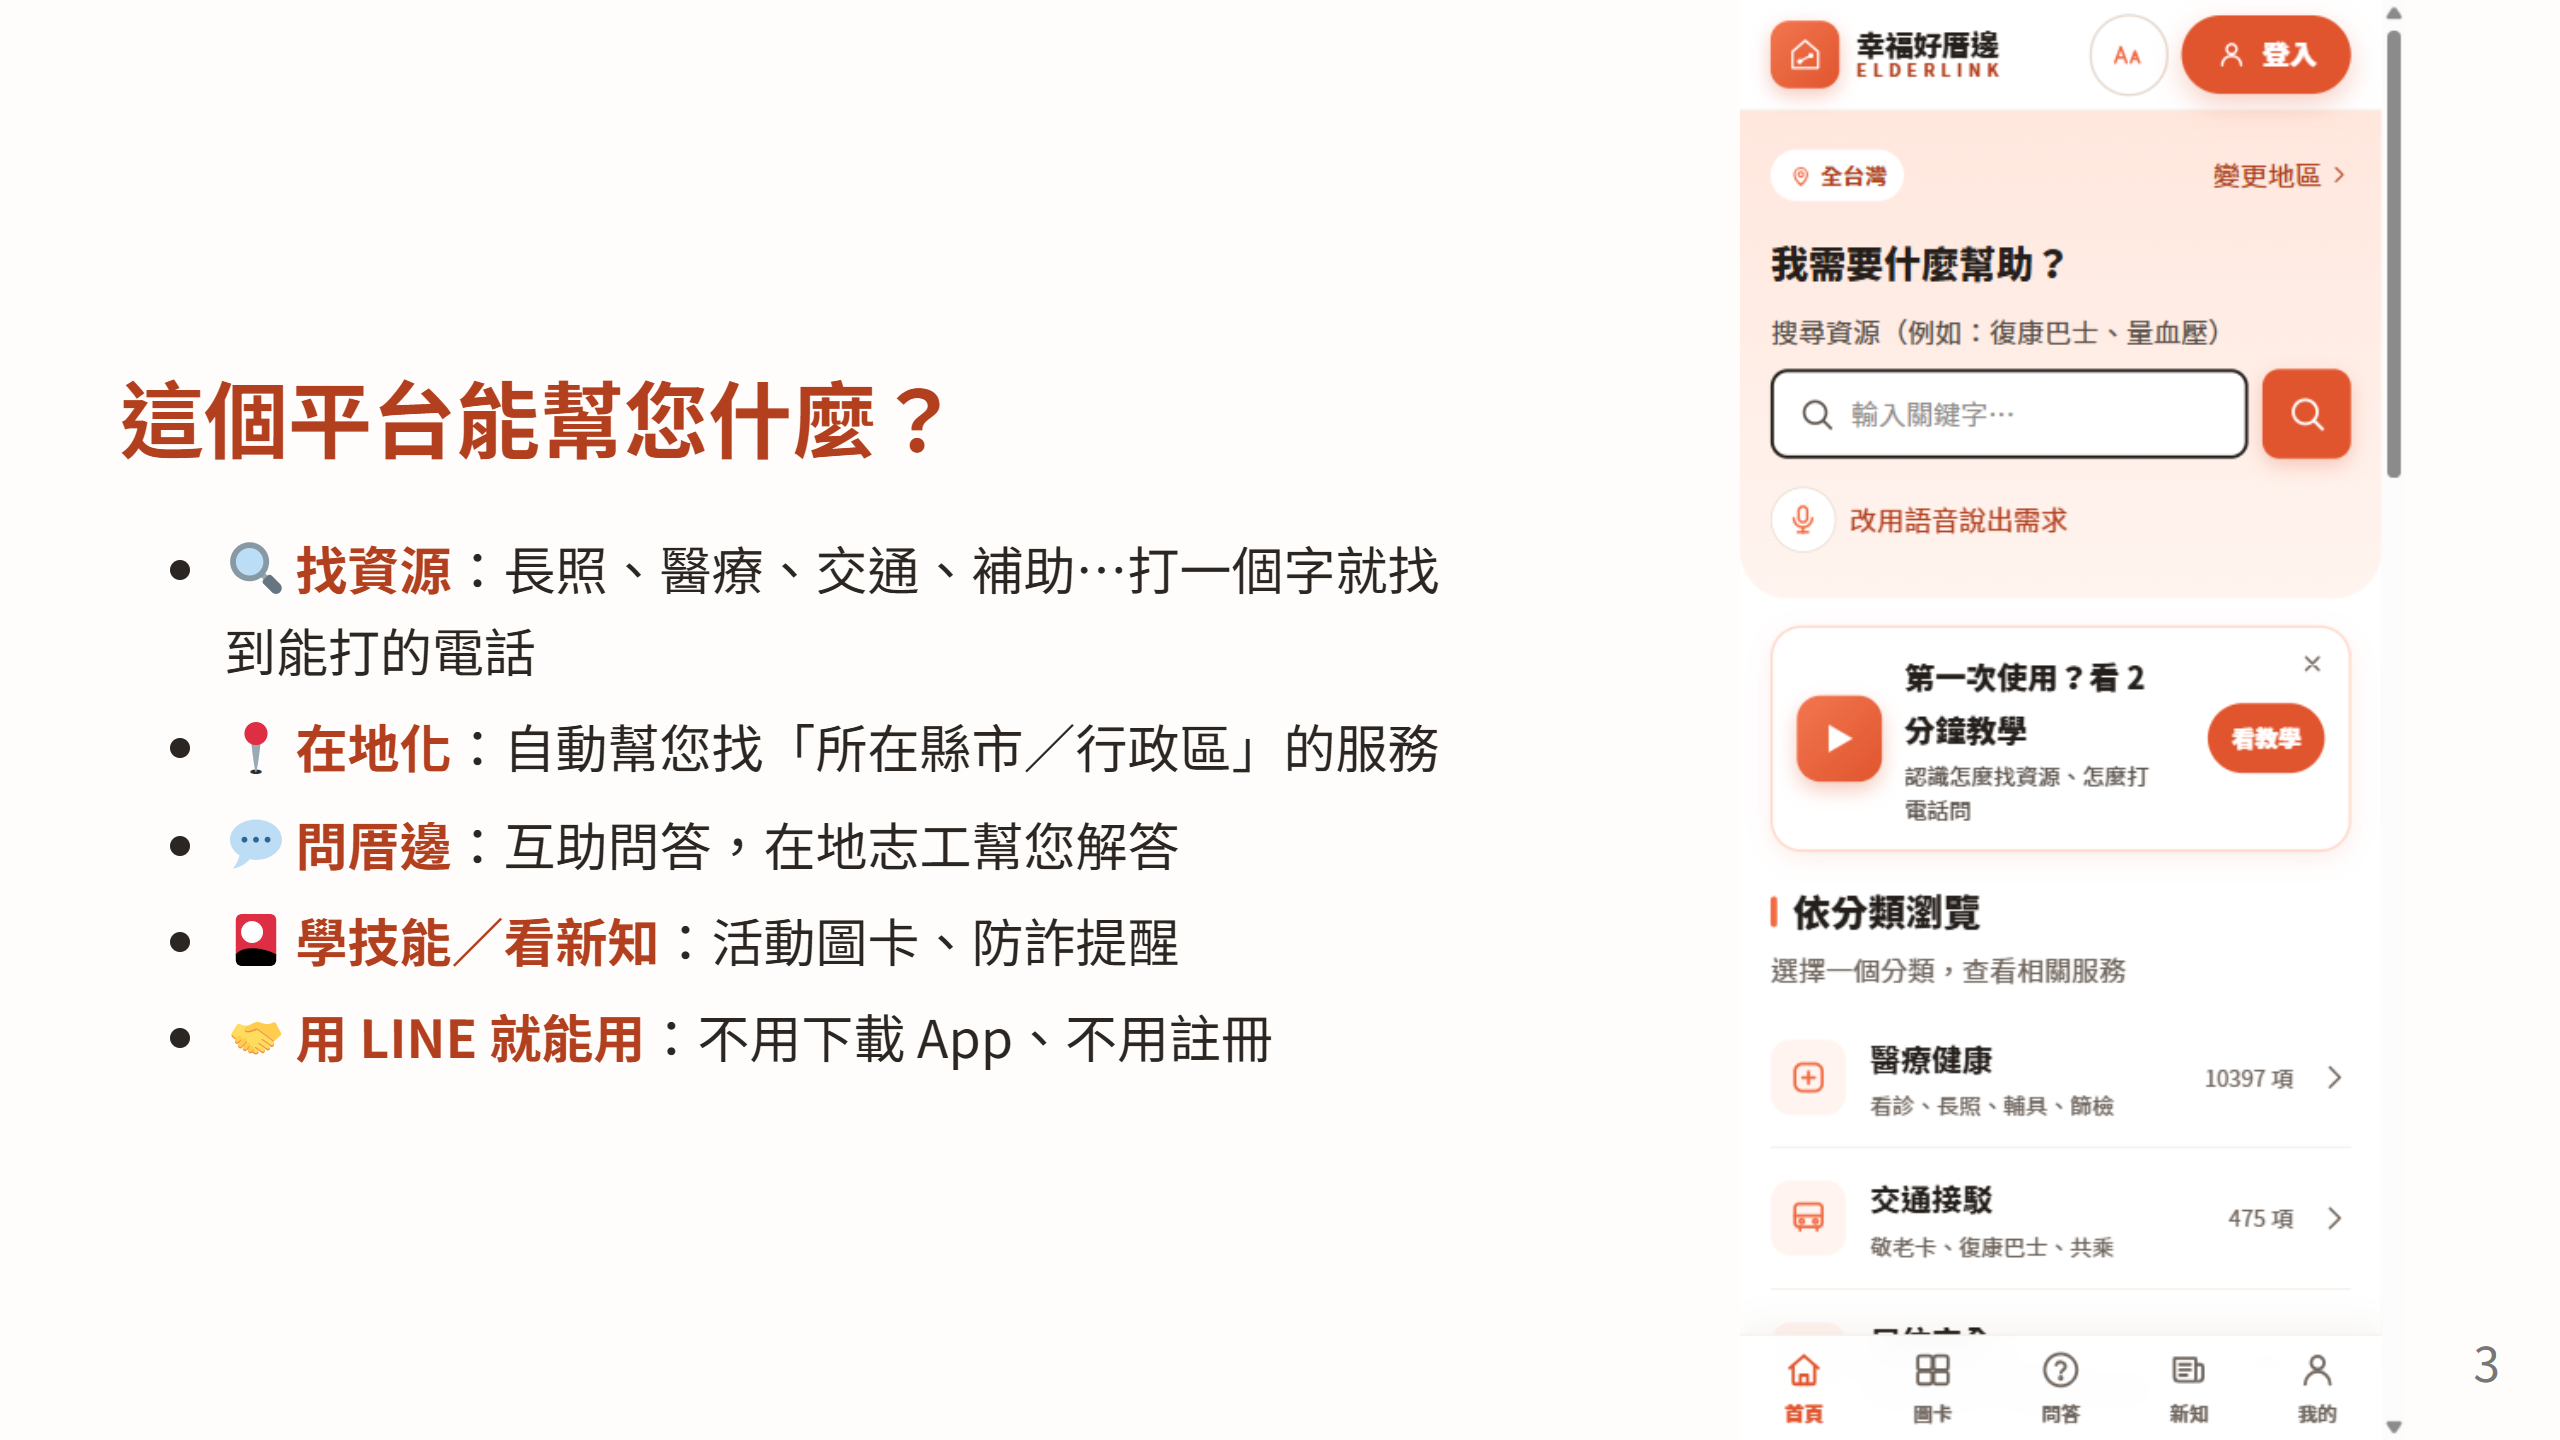 這個平台能幫您什麼？
找資源：長照、醫療、交通、補助…打一個字就找
到能打的電話
在地化：自動幫您找「所在縣市／行政區」的服務
問厝邊：互助問答，在地志工幫您解答
學技能／看新知：活動圖卡、防詐提醒
用 LINE 就能用：不用下載 App、不用註冊
幸福好厝邊
ELDERLINK
AA
登入
全台灣
變更地區
我需要什麼幫助？
搜尋資源（例如：復康巴士、量血壓）
輸入關鍵字…
改用語音說出需求
第一次使用？看 2
分鐘教學
認識怎麼找資源、怎麼打
電話問
看教學
依分類瀏覽
選擇一個分類，查看相關服務
醫療健康
看診、長照、輔具、篩檢
10397 項
交通接駁
敬老卡、復康巴士、共乘
475 項
首頁
圖卡
問答
新知
我的
3